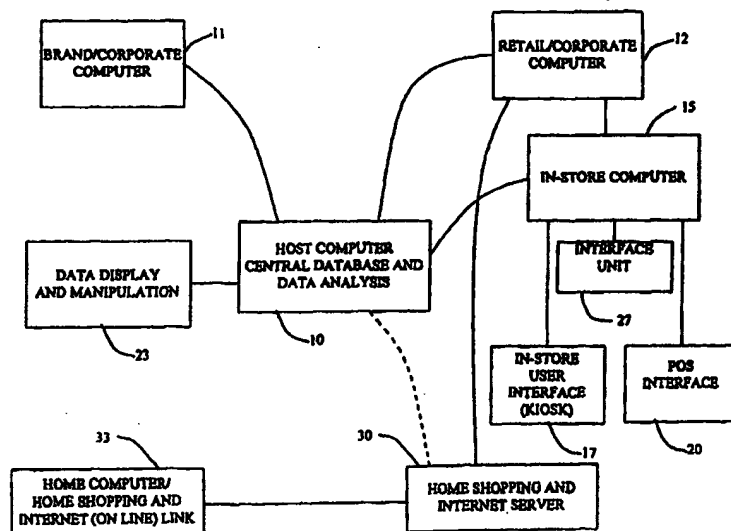 BRAND/CORPORATE
COMPUTER
11
RETAIL/CORPORATE
COMPUTER
12
15
IN-STORE COMPUTER
HOST COMPUTER
CENTRAL DATABASE AND
DATA ANALYSIS
10
DATA DISPLAY
AND MANIPULATION
23
INTERFACE
UNIT
27
IN-STORE
USER
INTERFACE
(KIOSK)
17
POS
INTERFACE
20
33
HOME COMPUTER/
HOME SHOPPING AND
INTERNET (ON LINE) LINK
30
HOME SHOPPING AND
INTERNET SERVER